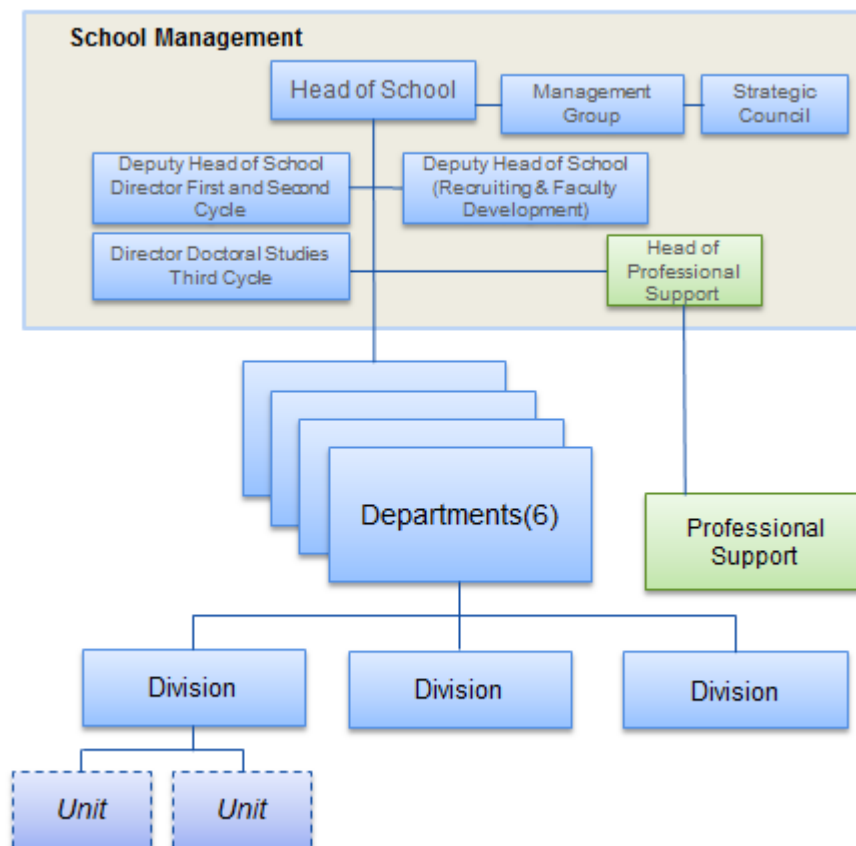 School Management
Head of School
Management
Group
Strategic
Council
Deputy Head of School
Director First and Second
Cycle
Deputy Head of School
(Recruiting & Faculty
Development)
Director Doctoral Studies
Third Cycle
Head of
Professional
Support
Departments(6)
Professional
Support
Division
Division
Division
Unit
Unit